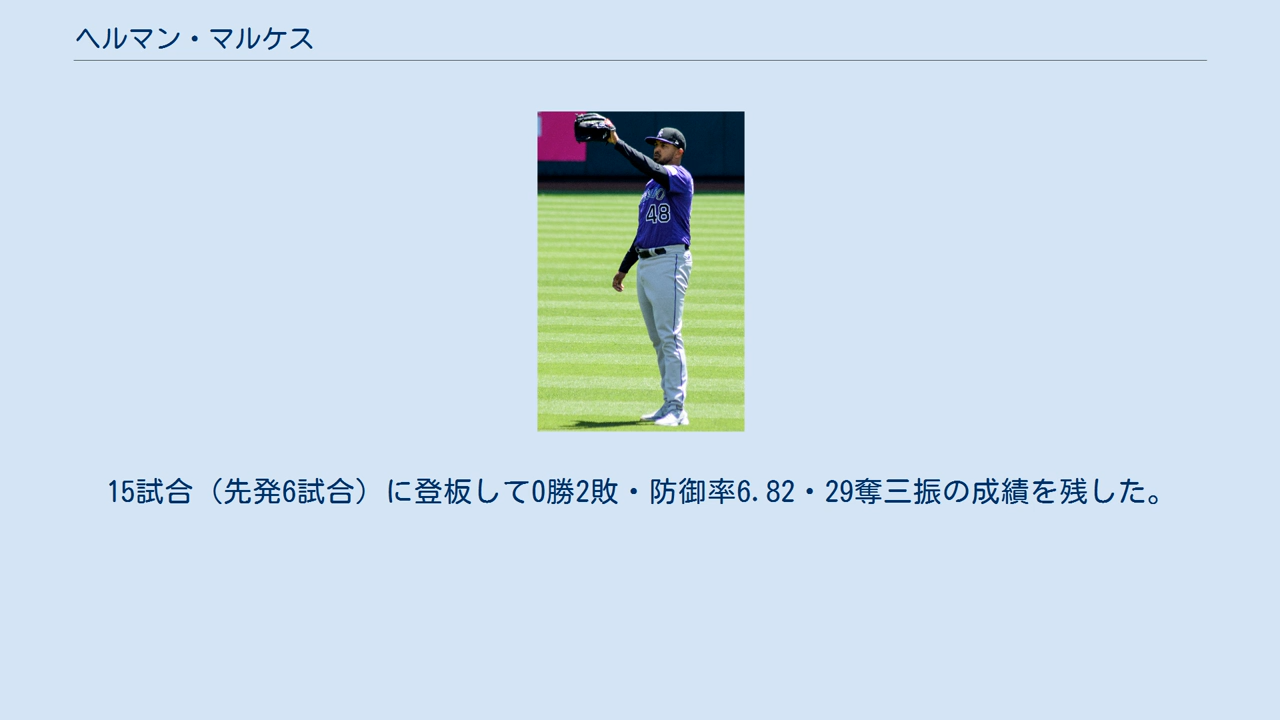 ヘルマン・マルケス
48
15試合（先発6試合）に登板して0勝2敗・防御率6.82・29奪三振の成績を残した。